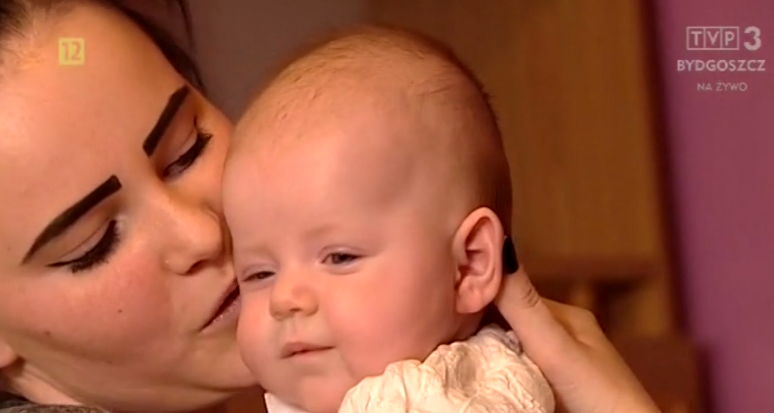 12
TVP 3
BYDGOSZCZ
NA ŻYWO